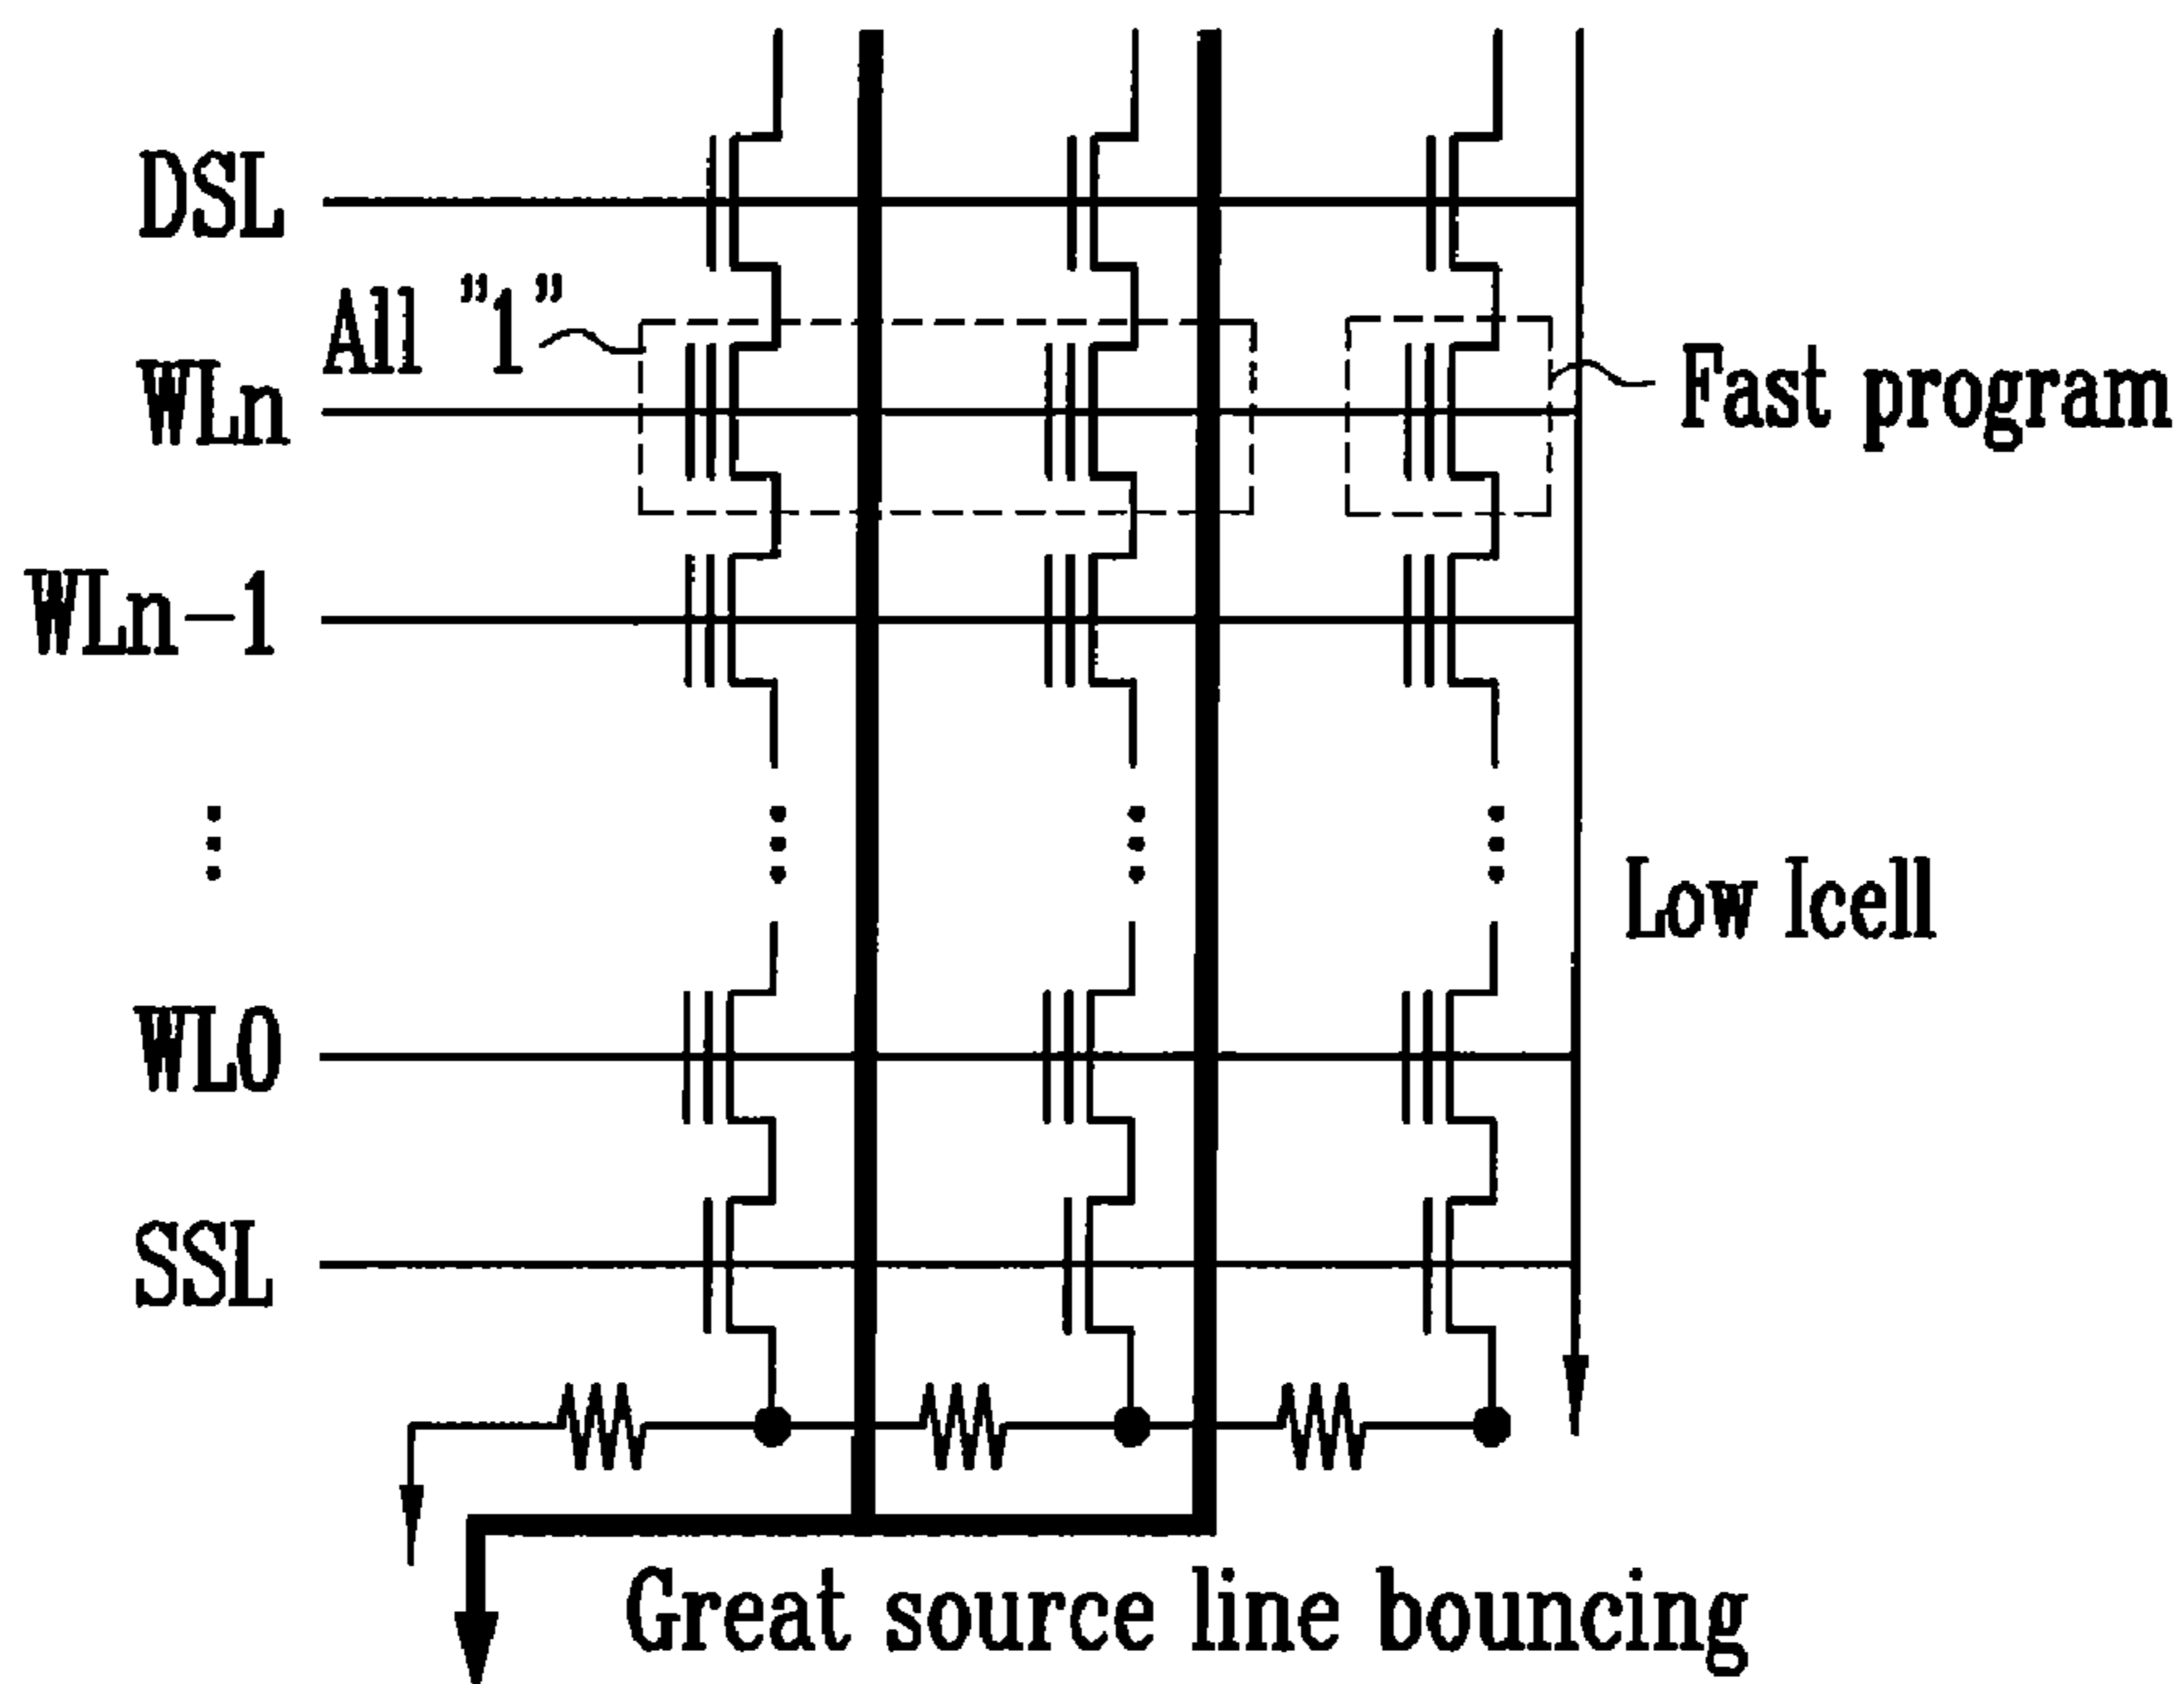 DSL
All "1"
WLn
Fast program
WLn-1
Low Icell
WL0
SSL
Great source line bouncing